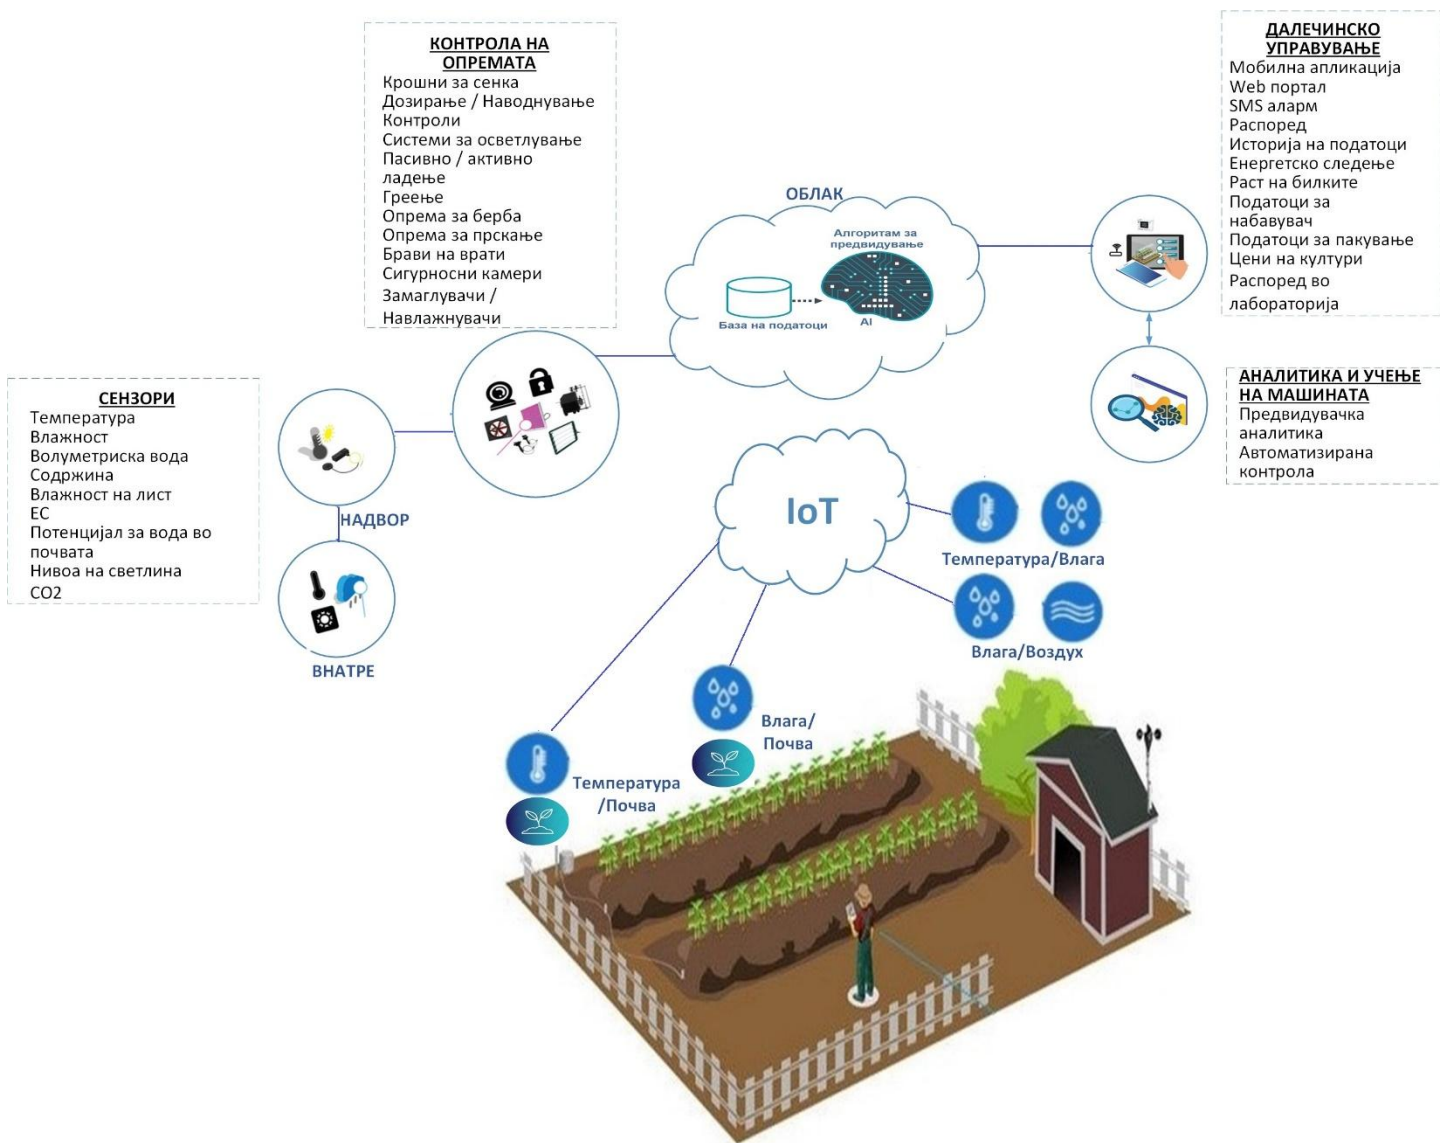 КОНТРОЛА НА
ОПРЕМАТА
Крошни за сенка
Дозирање / Наводнување
Контроли
Системи за осветлување
Пасивно / активно
ладење
Греење
Опрема за берба
Опрема за прскање
Брави на врати
Сигурносни камери
Замаглувачи /
Навлажнувачи
ДАЛЕЧИНСКО
УПРАВУВАЊЕ
Мобилна апликација
Web портал
SMS аларм
Распоред
Историја на податоци
Енергетско следење
Раст на билките
Податоци за
набавувач
Податоци за пакување
Цени на култури
Распоред во
лабораторија
ОБЛАК
Алгоритам за
предвидување
База на податоци
AI
СЕНЗОРИ
Температура
Влажност
Волуметриска вода
Содржина
Влажност на лист
ЕС
Потенцијал за вода во
почвата
Нивоа на светлина
СО2
НАДВОР
ВНАТРЕ
АНАЛИТИКА И УЧЕЊЕ
НА МАШИНАТА
Предвидувачка
аналитика
Автоматизирана
контрола
IoT
Температура/Влага
Влага/Воздух
Влага/
Почва
Температура
/Почва